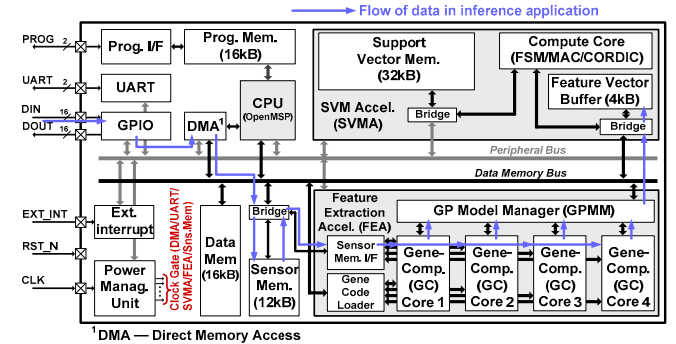 Flow of data in inference application
PROG
2
Prog. I/F
Prog. Mem.
(16kB)
Support
Vector Mem.
(32kB)
Compute Core
(FSM/MAC/CORDIC)
UART
2
UART
CPU
(OpenMSP)
Feature Vector
Buffer (4kB)
SVM Accel.
(SVMA)
Bridge
Bridge
DIN
16
DOUT
16
GPIO
DMA1
Peripheral Bus
Data Memory Bus
EXT_INT
Ext.
interrupt
RST_N
CLK
Power
Manag.
Unit
Clock Gate (DMA/UART/
SVMA/FEA/Sns.Mem)
Data
Mem
(16kB)
Bridge
Sensor
Mem.
(12kB)
Feature
Extraction
Accel. (FEA)
GP Model Manager (GPMM)
Sensor
Mem. I/F
Gene
Code
Loader
Gene-
Comp.
(GC)
Core 1
Gene-
Comp.
(GC)
Core 2
Gene-
Comp.
(GC)
Core 3
Gene-
Comp.
(GC)
Core 4
1DMA — Direct Memory Access